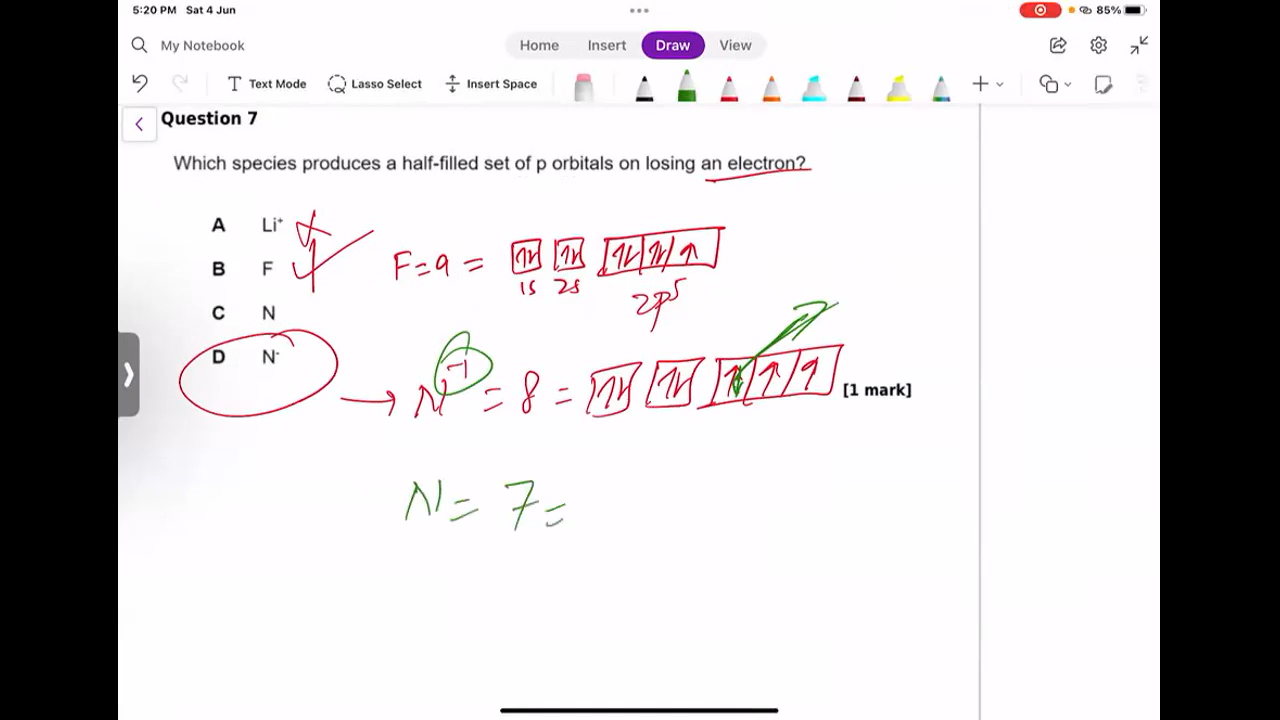 5:20 PM Sat 4 Jun
85%
My Notebook
Home Insert Draw View
Text Mode Lasso Select Insert Space
Question 7
Which species produces a half-filled set of p orbitals on losing an electron?
A Li⁺
B F
F = 9 =
1s 2s 2p⁵
C N
D N⁻
N⁻¹ = 8 =
[1 mark]
N = 7 =